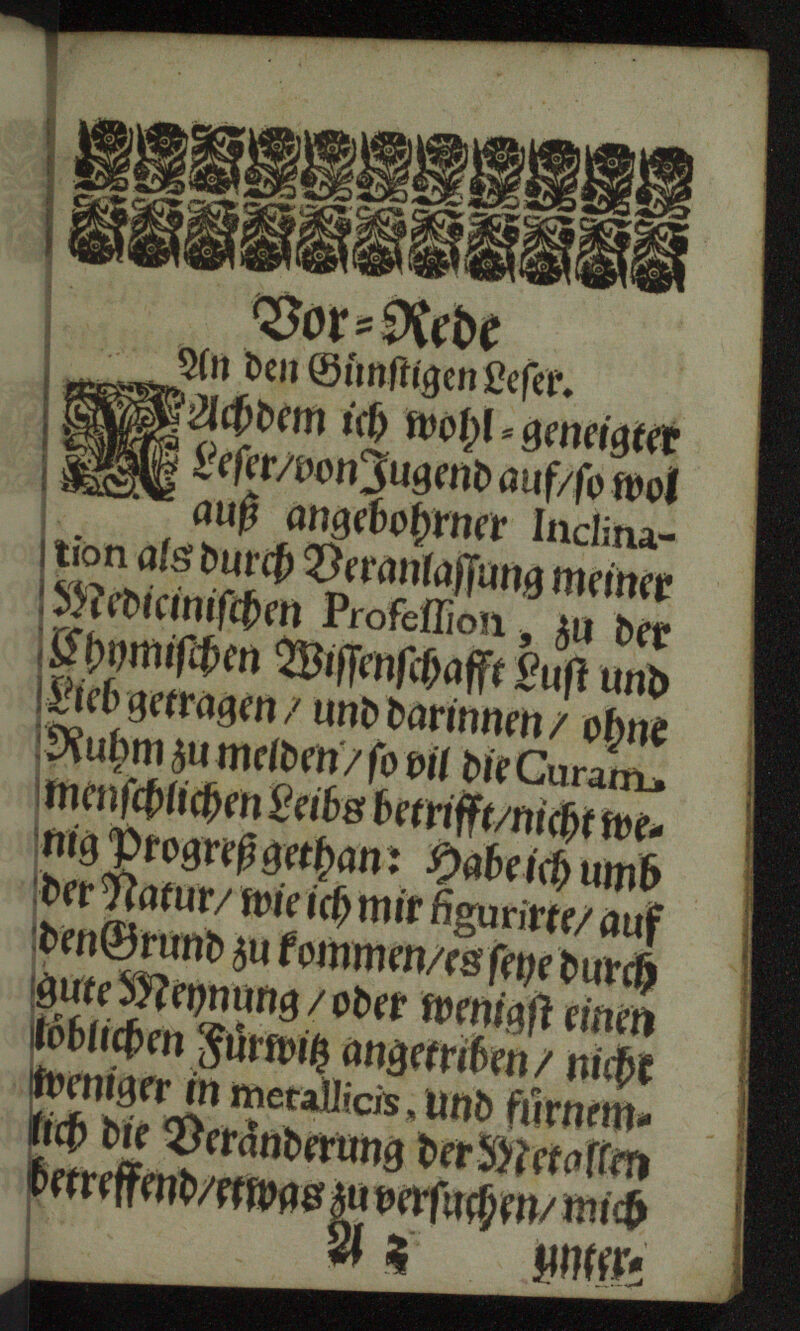 Vor-Rede
An den Günstigen Leser.
NAchdem ich wohl-geneigter
Leser/von Jugend auf/so wol
auß angebohrner Inclina-
tion als durch Veranlassung meiner
Medicinischen Profession, zu der
Chymischen Wissenschafft Lust und
Lieb getragen / und darinnen / ohne
Ruhm zu melden / so vil die Curam
menschlichen Leibs betrifft/nicht we-
nig Progreß gethan: Habe ich umb
der Natur/ wie ich mir figurirte/ auf
den Grund zu kommen/es seye durch
gute Meynung / oder wenigst einen
löblichen Fürwitz angetriben / nicht
weniger in metallicis, und fürnem-
lich die Veränderung der Metallen
betreffend/etwas zu versuchen/ mich
A 3 unter-